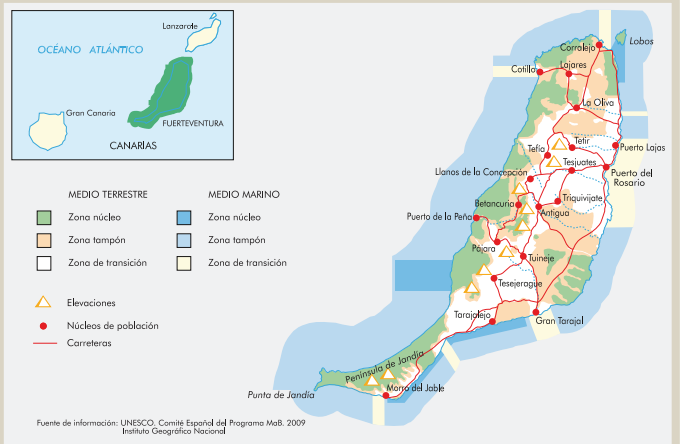 Lanzarote
OCÉANO ATLÁNTICO
Gran Canaria
FUERTEVENTURA
CANARÍAS
Lobos
Corralejo
Cotilla
Lajares
La Oliva
Tetir
Tefía
Puerto Lajas
Tesjuates
Llanos de la Concepción
Puerto del
Rosario
Betancuria
Triquivijate
Puerto de la Peña
Antigua
Pájara
Tuineje
Tesejerague
Tarajalejo
Gran Tarajal
Península de Jandía
Punta de Jandía
Morro del Jable
MEDIO TERRESTRE
Zona núcleo
Zona tampón
Zona de transición
MEDIO MARINO
Zona núcleo
Zona tampón
Zona de transición
Elevaciones
Núcleos de población
Carreteras
Fuente de información: UNESCO, Comité Español del Programa MaB, 2009
Instituto Geográfico Nacional